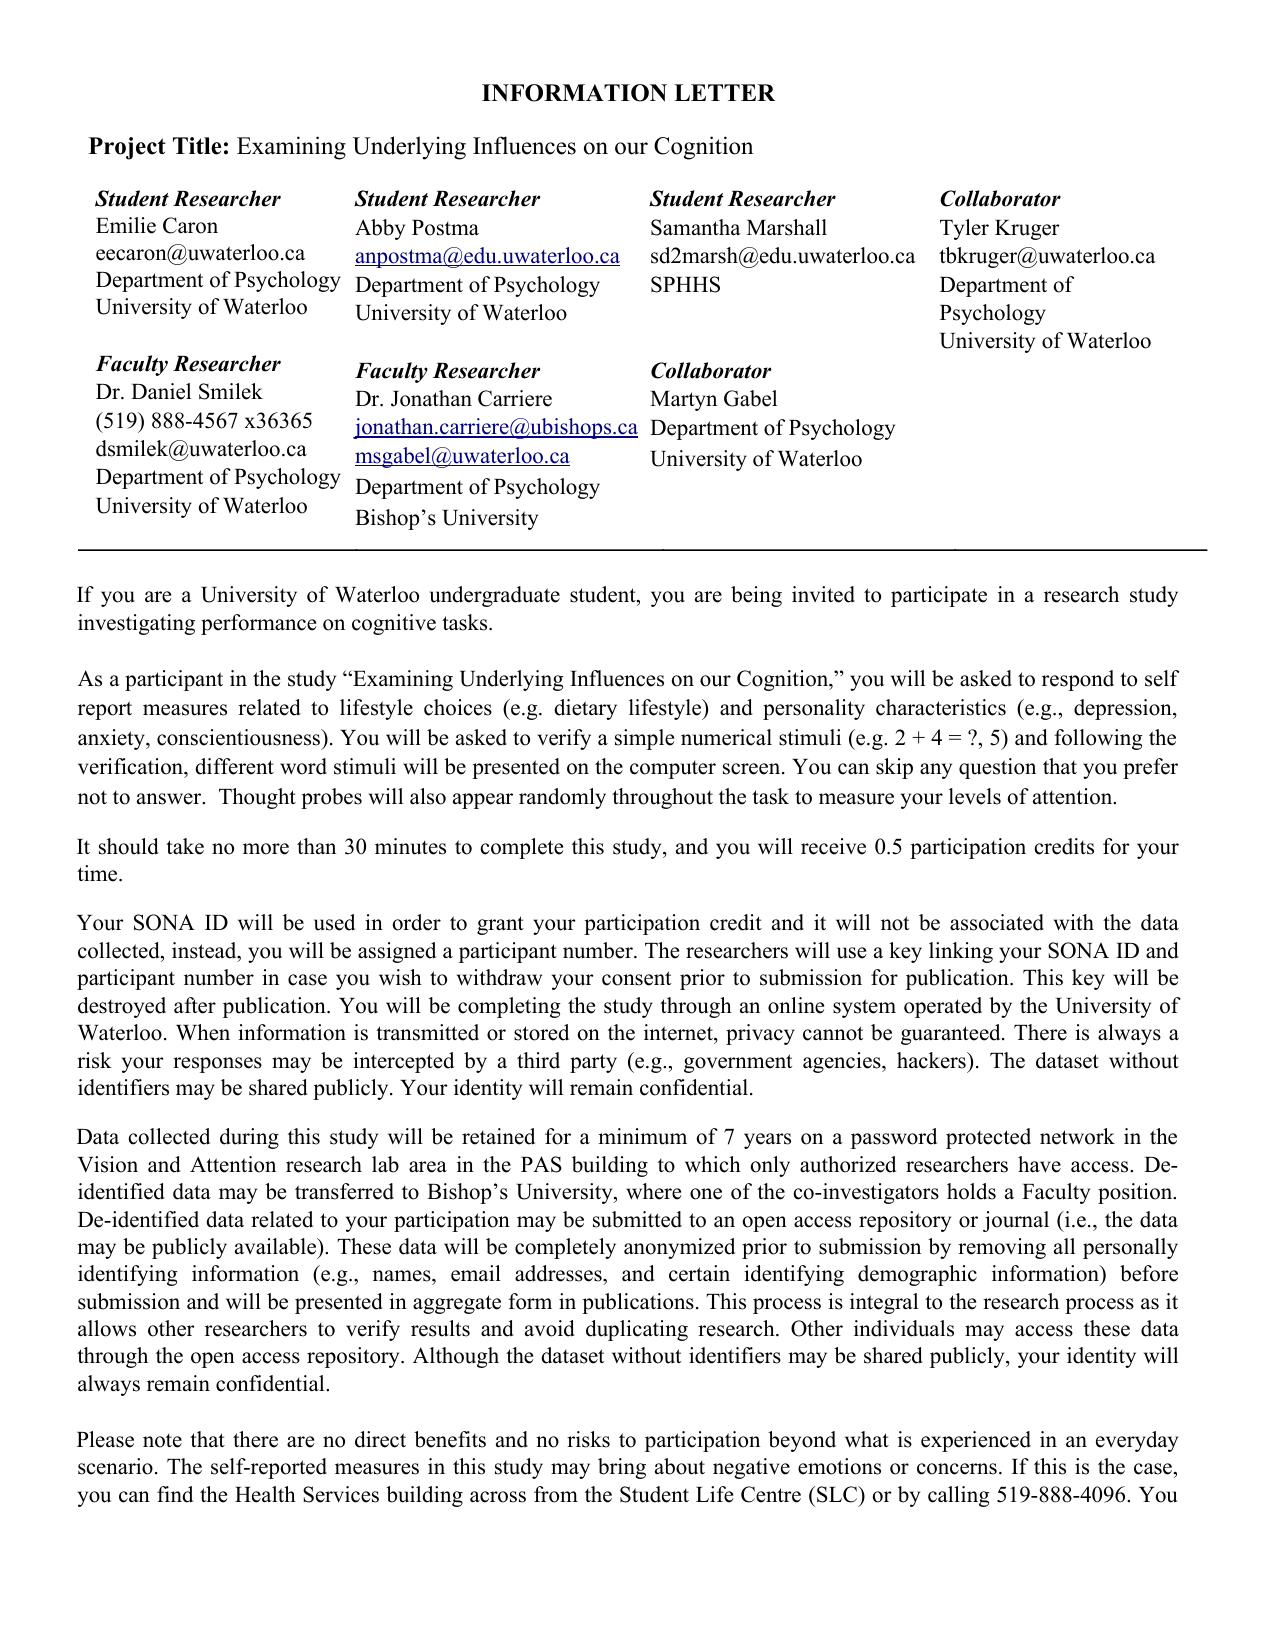 INFORMATION LETTER
Project Title: Examining Underlying Influences on our Cognition
Student Researcher
Emilie Caron
eecaron@uwaterloo.ca
Department of Psychology
University of Waterloo
Student Researcher
Abby Postma
anpostma@edu.uwaterloo.ca
Department of Psychology
University of Waterloo
Student Researcher
Samantha Marshall
sd2marsh@edu.uwaterloo.ca
SPHHS
Collaborator
Tyler Kruger
tbkruger@uwaterloo.ca
Department of
Psychology
University of Waterloo
Faculty Researcher
Dr. Daniel Smilek
(519) 888-4567 x36365
dsmilek@uwaterloo.ca
Department of Psychology
University of Waterloo
Faculty Researcher
Dr. Jonathan Carriere
jonathan.carriere@ubishops.ca
msgabel@uwaterloo.ca
Department of Psychology
Bishop’s University
Collaborator
Martyn Gabel
Department of Psychology
University of Waterloo
If you are a University of Waterloo undergraduate student, you are being invited to participate in a research study
investigating performance on cognitive tasks.
As a participant in the study “Examining Underlying Influences on our Cognition,” you will be asked to respond to self
report measures related to lifestyle choices (e.g. dietary lifestyle) and personality characteristics (e.g., depression,
anxiety, conscientiousness). You will be asked to verify a simple numerical stimuli (e.g. 2 + 4 = ?, 5) and following the
verification, different word stimuli will be presented on the computer screen. You can skip any question that you prefer
not to answer.  Thought probes will also appear randomly throughout the task to measure your levels of attention.
It should take no more than 30 minutes to complete this study, and you will receive 0.5 participation credits for your
time.
Your SONA ID will be used in order to grant your participation credit and it will not be associated with the data
collected, instead, you will be assigned a participant number. The researchers will use a key linking your SONA ID and
participant number in case you wish to withdraw your consent prior to submission for publication. This key will be
destroyed after publication. You will be completing the study through an online system operated by the University of
Waterloo. When information is transmitted or stored on the internet, privacy cannot be guaranteed. There is always a
risk your responses may be intercepted by a third party (e.g., government agencies, hackers). The dataset without
identifiers may be shared publicly. Your identity will remain confidential.
Data collected during this study will be retained for a minimum of 7 years on a password protected network in the
Vision and Attention research lab area in the PAS building to which only authorized researchers have access. De-
identified data may be transferred to Bishop’s University, where one of the co-investigators holds a Faculty position.
De-identified data related to your participation may be submitted to an open access repository or journal (i.e., the data
may be publicly available). These data will be completely anonymized prior to submission by removing all personally
identifying information (e.g., names, email addresses, and certain identifying demographic information) before
submission and will be presented in aggregate form in publications. This process is integral to the research process as it
allows other researchers to verify results and avoid duplicating research. Other individuals may access these data
through the open access repository. Although the dataset without identifiers may be shared publicly, your identity will
always remain confidential.
Please note that there are no direct benefits and no risks to participation beyond what is experienced in an everyday
scenario. The self-reported measures in this study may bring about negative emotions or concerns. If this is the case,
you can find the Health Services building across from the Student Life Centre (SLC) or by calling 519-888-4096. You